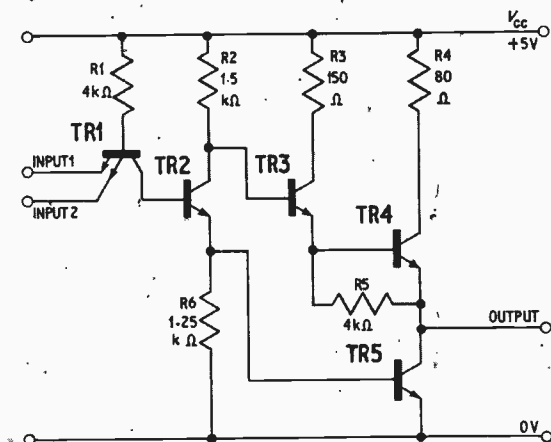 Vcc
+5V
R1
4kΩ
R2
1·5
kΩ
R3
150
Ω
R4
80
Ω
TR1
INPUT1
INPUT2
TR2
TR3
TR4
R5
4kΩ
R6
1·25
kΩ
OUTPUT
TR5
0V